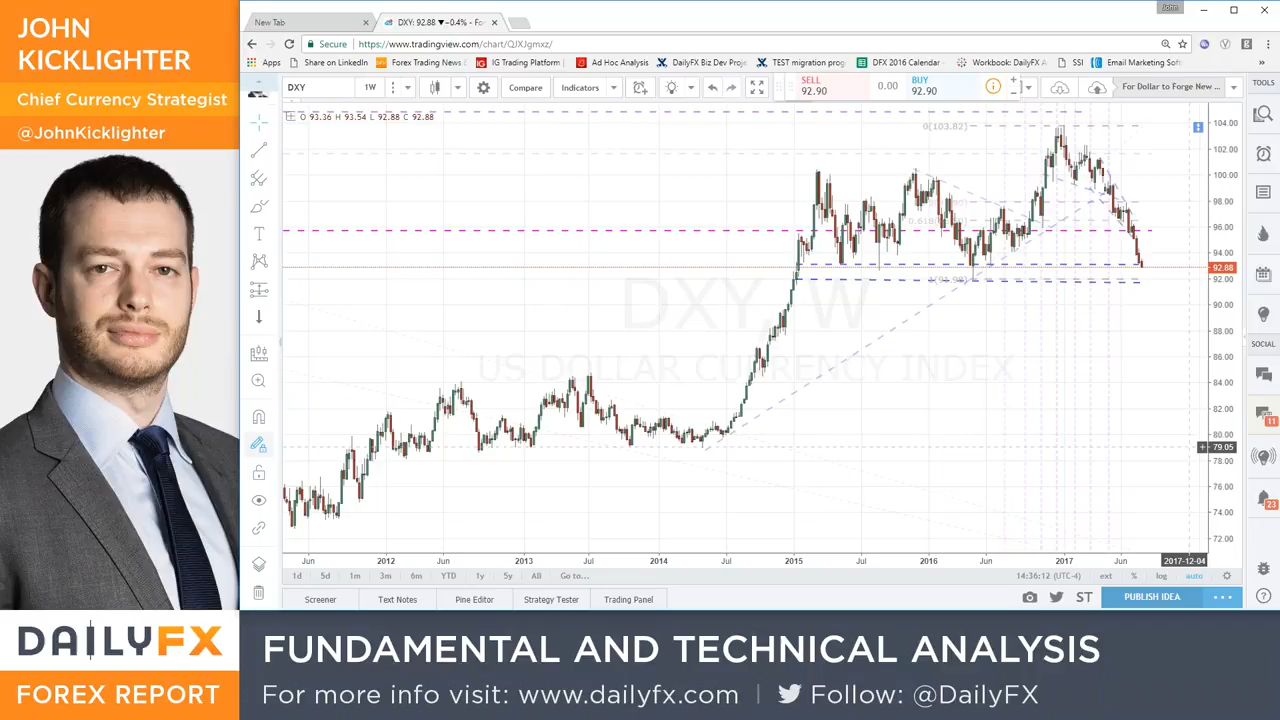 JOHN
KICKLIGHTER
Chief Currency Strategist
@JohnKicklighter
DAILYFX
FOREX REPORT
John
New Tab
DXY: 92.88 ▼−0.4% - Fo
Secure | https://www.tradingview.com/chart/QJXJgmxz/
Apps Share on LinkedIn Forex Trading News IG Trading Platform Ad Hoc Analysis DailyFX Biz Dev Proje TEST migration prog DFX 2016 Calendar Workbook: DailyFX A SSI Email Marketing Soft
DXY 1W Compare Indicators SELL 92.90 0.00 BUY 92.90 For Dollar to Forge New ... TOOLS
O 93.36 L 92.88 C 92.88
0(103.82)
DXY, W
US DOLLAR CURRENCY INDEX
104.00
102.00
100.00
98.00
96.00
94.00
92.88
92.00
90.00
88.00
86.00
84.00
82.00
80.00
79.05
78.00
76.00
74.00
72.00
SOCIAL
11
23
Jun 2012 Jul 2013 Jul 2014 Jul 2015 Jul 2016 Jun 2017 Jun 2017-12-04
1d 5d 1m 3m 6m YTD 1y 5y All Go to... 14:36:12 (UTC-4) ext % log auto
Screener Text Notes Pine Editor Strategy Tester Trading Panel ST PUBLISH IDEA
FUNDAMENTAL AND TECHNICAL ANALYSIS
For more info visit: www.dailyfx.com | Follow: @DailyFX